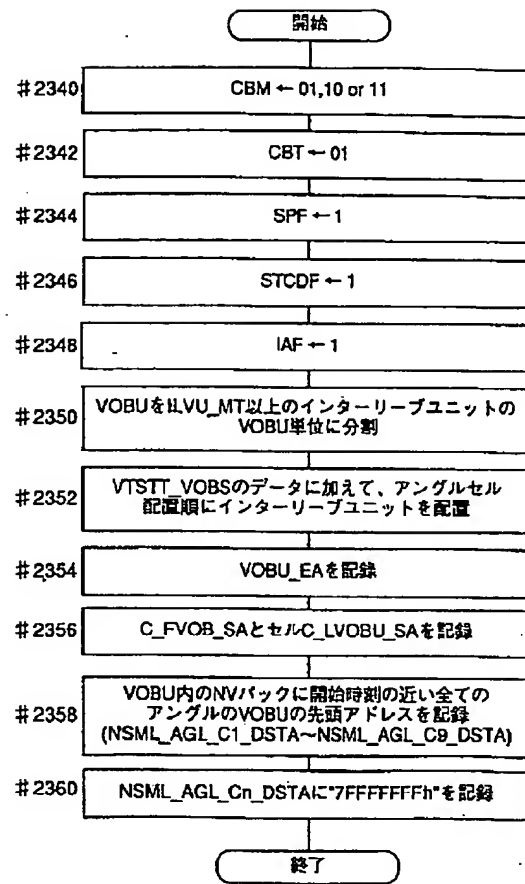 開始
#2340
CBM ← 01,10 or 11
#2342
CBT ← 01
#2344
SPF ← 1
#2346
STCDF ← 1
#2348
IAF ← 1
#2350
VOBUをILVU_MT以上のインターリーブユニットの
VOBU単位に分割
#2352
VTSTT_VOBSのデータに加えて、アングルセル
配置順にインターリーブユニットを配置
#2354
VOBU_EAを記録
#2356
C_FVOB_SAとセルC_LVOBU_SAを記録
#2358
VOBU内のNVパックに開始時刻の近い全ての
アングルのVOBUの先頭アドレスを記録
(NSML_AGL_C1_DSTA～NSML_AGL_C9_DSTA)
#2360
NSML_AGL_Cn_DSTAに"7FFFFFFFh"を記録
終了